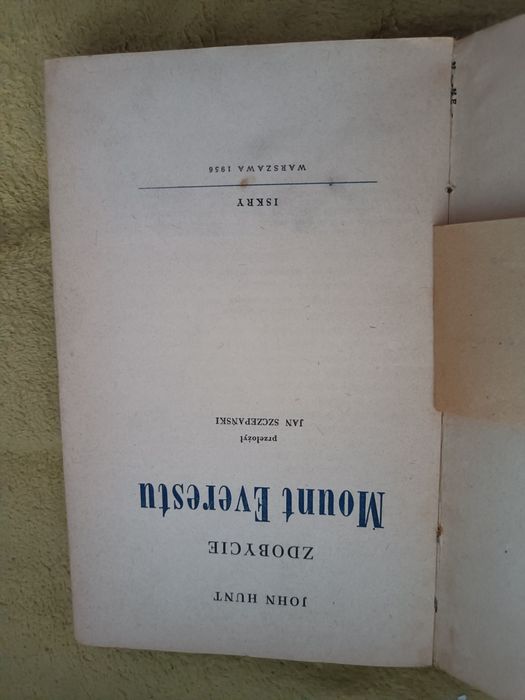 JOHN HUNT
ZDOBYCIE
Mount Everestu
przełożył
JAN SZCZEPAŃSKI
ISKRY
WARSZAWA 1956